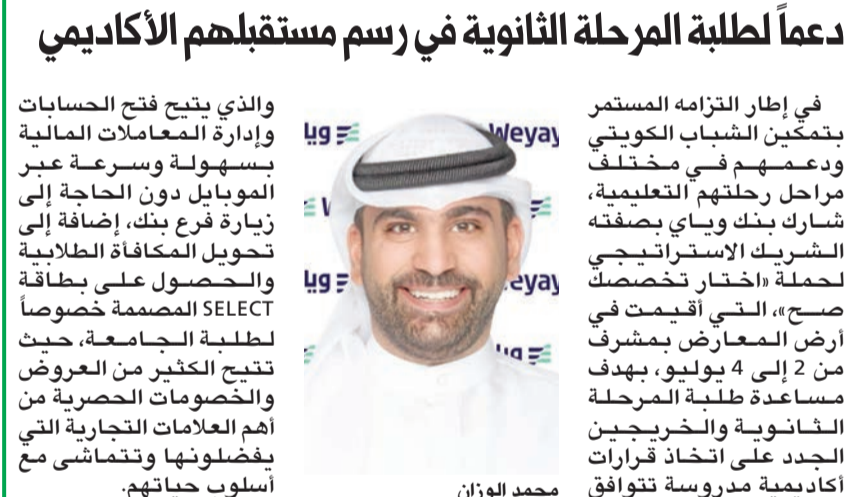 دعماً لطلبة المرحلة الثانوية في رسم مستقبلهم الأكاديمي
في إطار التزامه المستمر
بتمكين الشباب الكويتي
ودعمهم في مختلف
مراحل رحلتهم التعليمية،
شارك بنك وياي بصفته
الشريك الاستراتيجي
لحملة «اختار تخصصك
صح»، التي أقيمت في
أرض المعارض بمشرف
من 2 إلى 4 يوليو، بهدف
مساعدة طلبة المرحلة
الثانوية والخريجين
الجدد على اتخاذ قرارات
أكاديمية مدروسة تتوافق
Weyay
محمد الوزان
والذي يتيح فتح الحسابات
وإدارة المعاملات المالية
بسهولة وسرعة عبر
الموبايل دون الحاجة إلى
زيارة فرع بنك، إضافة إلى
تحويل المكافأة الطلابية
والحصول على بطاقة
SELECT المصممة خصوصاً
لطلبة الجامعة، حيث
تتيح الكثير من العروض
والخصومات الحصرية من
أهم العلامات التجارية التي
يفضلونها وتتماشى مع
أسلوب حياتهم.